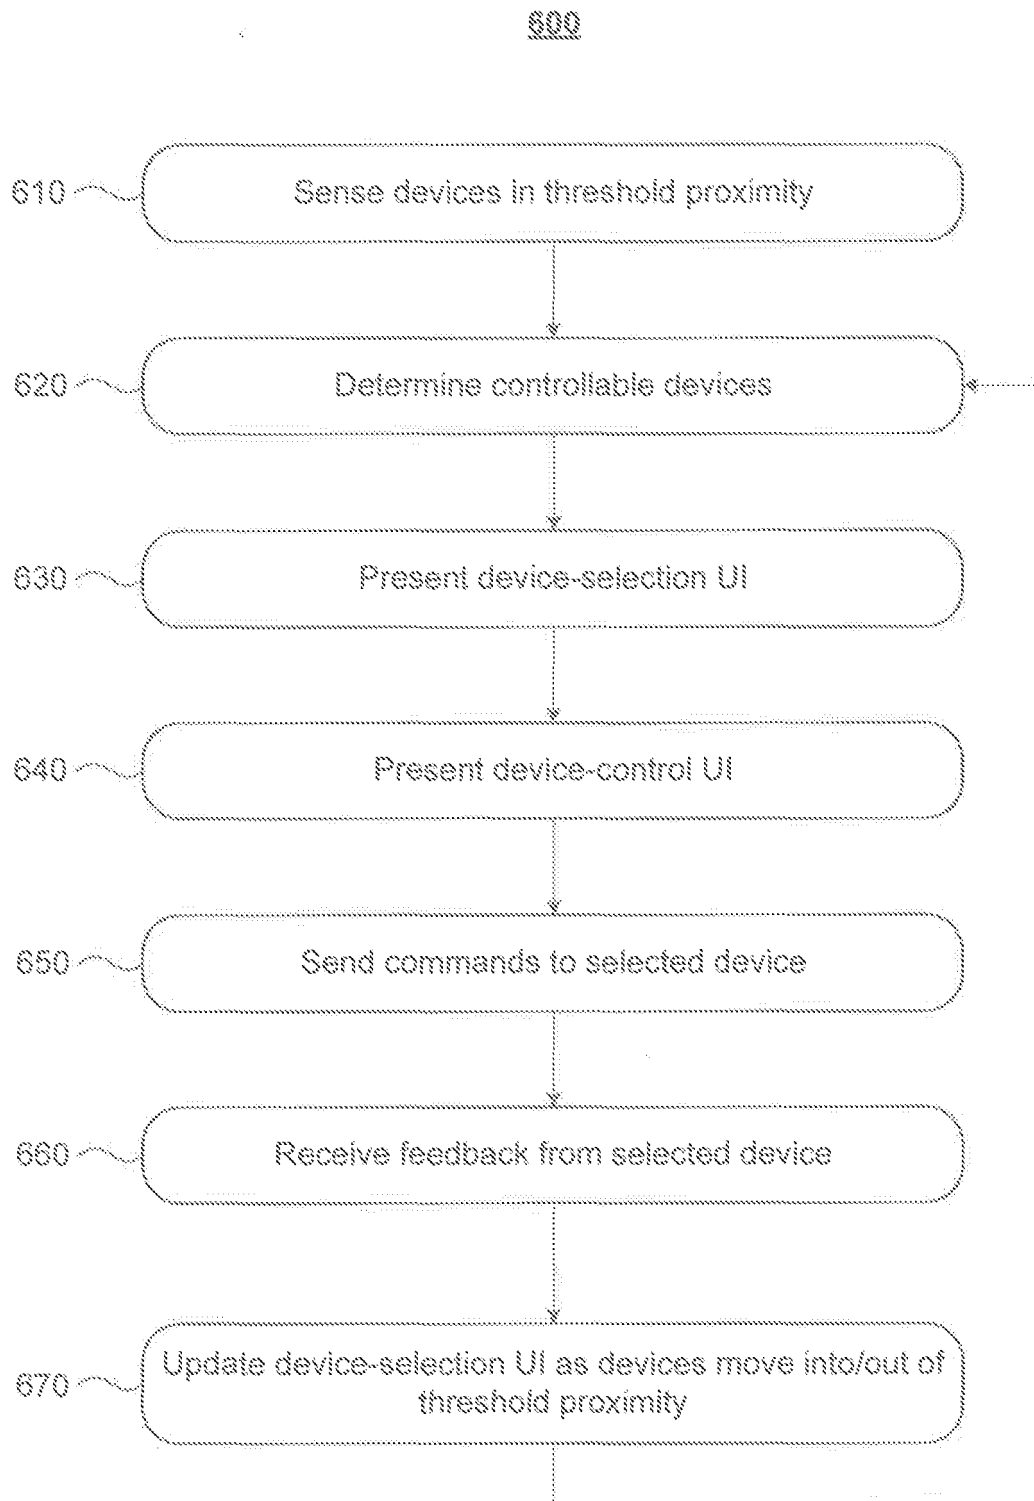 600
610 Sense devices in threshold proximity
620 Determine controllable devices
630 Present device-selection UI
640 Present device-control UI
650 Send commands to selected device
660 Receive feedback from selected device
670 Update device-selection UI as devices move into/out of
threshold proximity